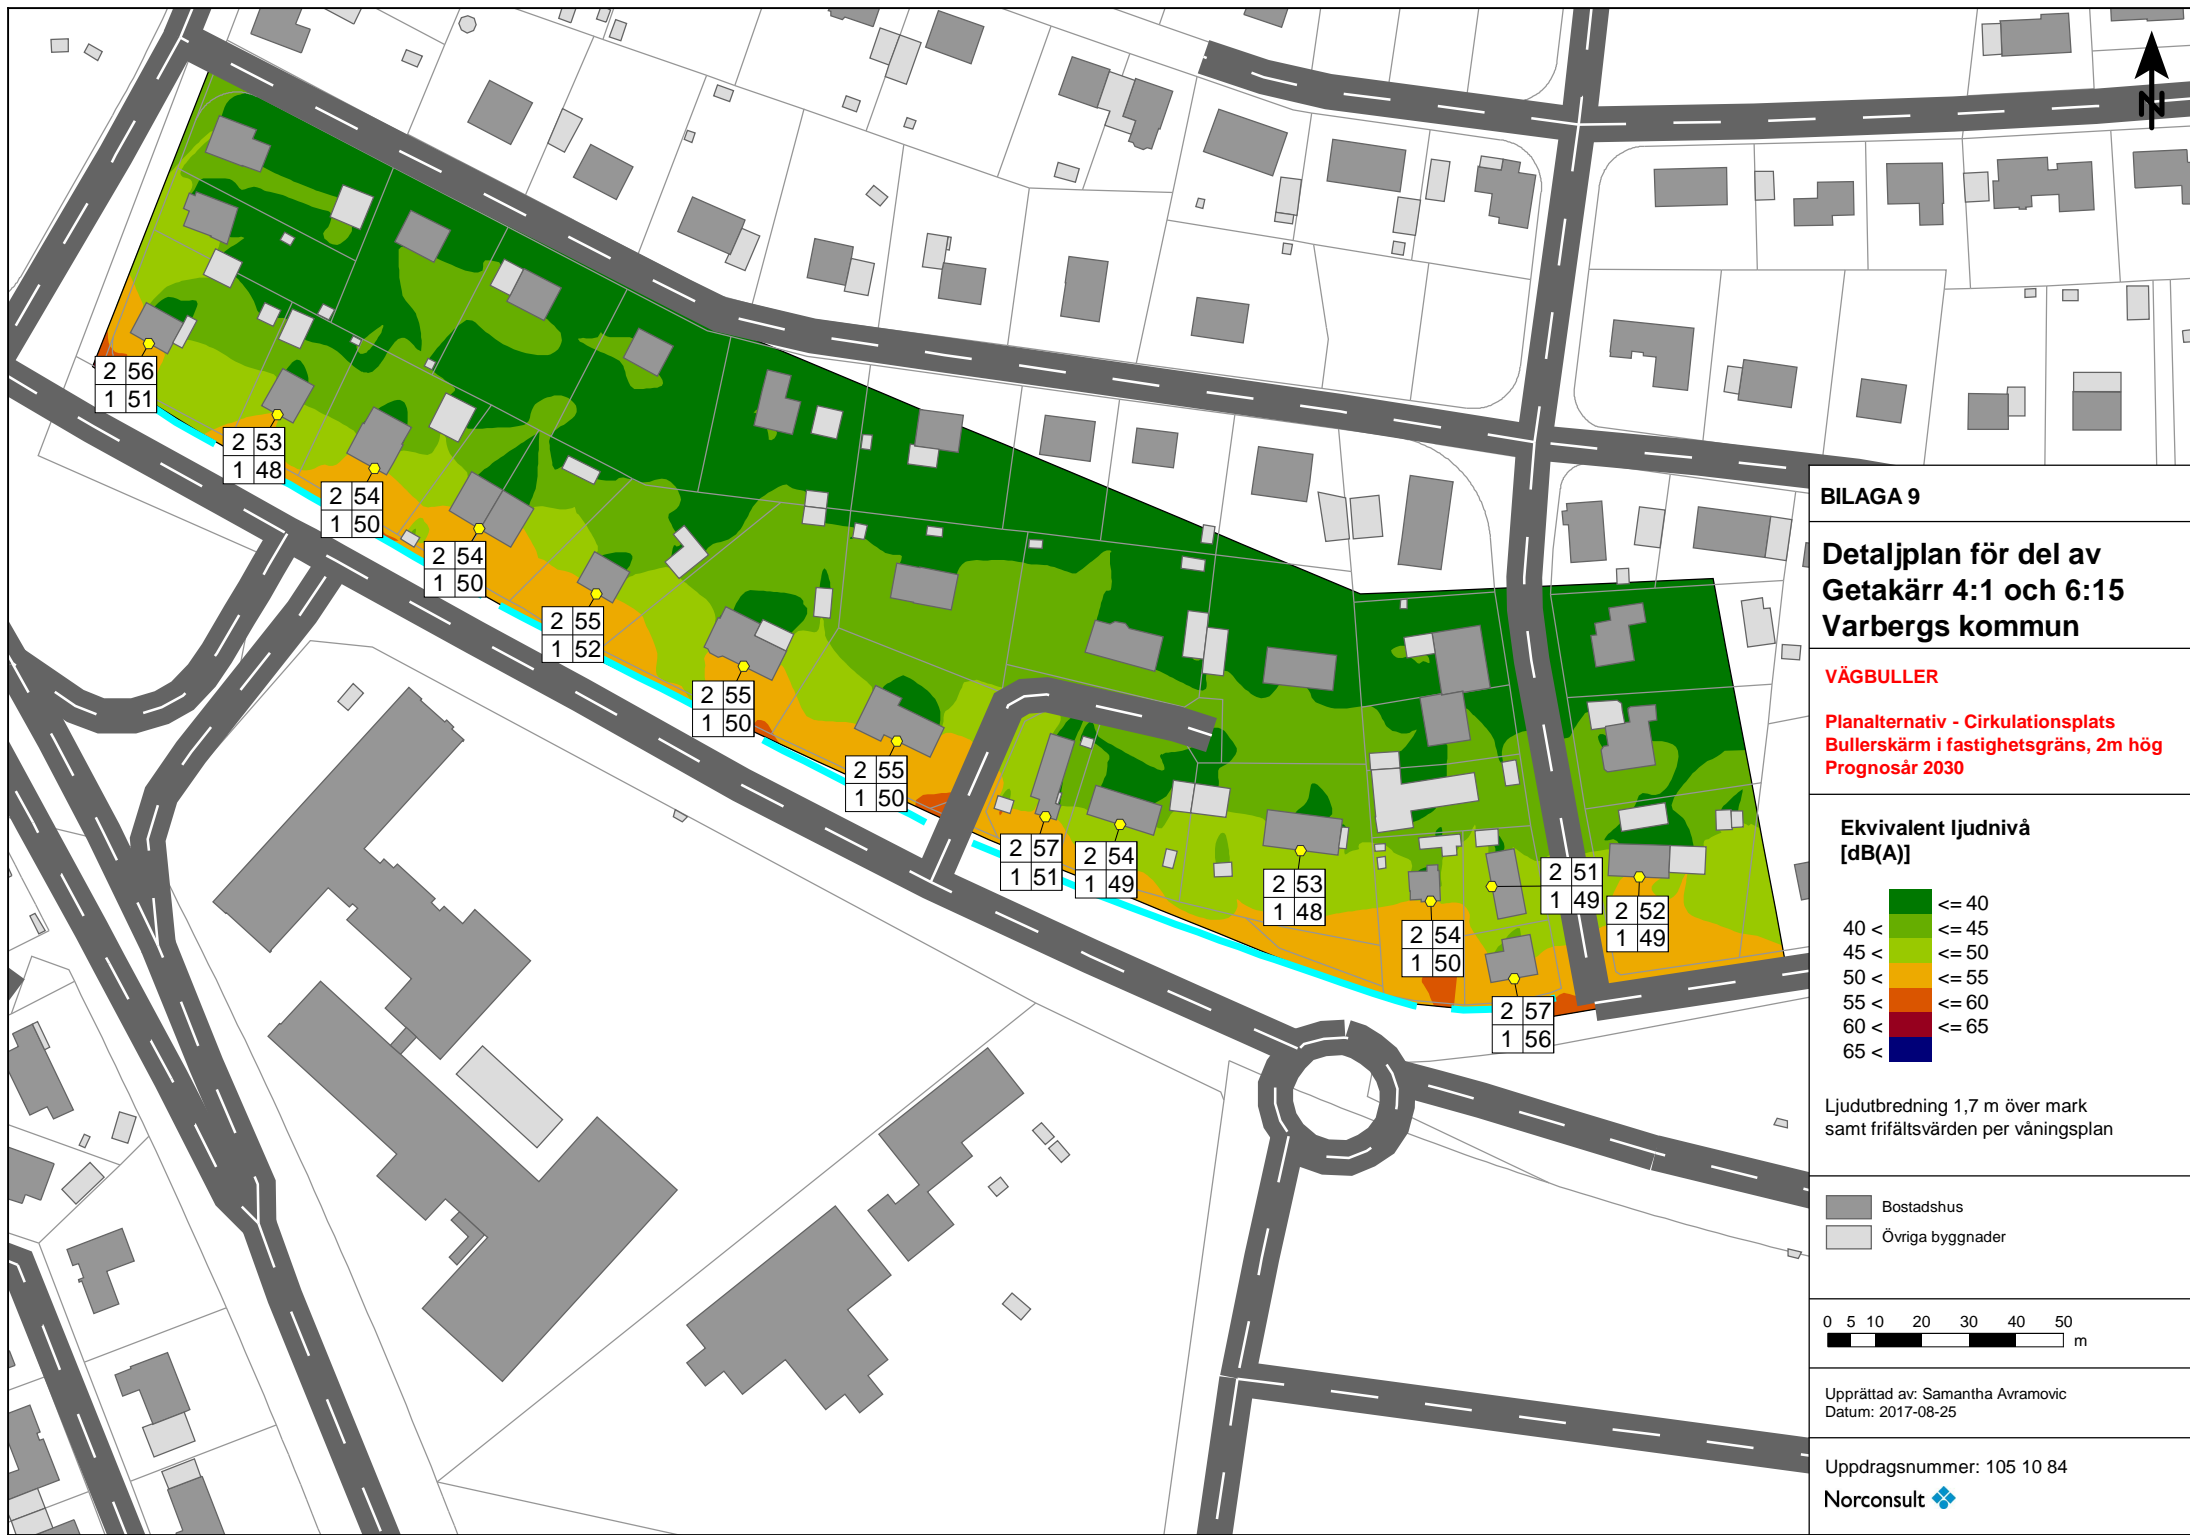 N
2 56
1 51
2 53
1 48
2 54
1 50
2 54
1 50
2 55
1 52
2 55
1 50
2 55
1 50
2 57
1 51
2 54
1 49
2 53
1 48
2 54
1 50
2 51
1 49
2 52
1 49
2 57
1 56
BILAGA 9
Detaljplan för del av
Getakärr 4:1 och 6:15
Varbergs kommun
VÄGBULLER
Planalternativ - Cirkulationsplats
Bullerskärm i fastighetsgräns, 2m hög
Prognosår 2030
Ekvivalent ljudnivå
[dB(A)]
<= 40
40 < <= 45
45 < <= 50
50 < <= 55
55 < <= 60
60 < <= 65
65 <
Ljudutbredning 1,7 m över mark
samt frifältsvärden per våningsplan
Bostadshus
Övriga byggnader
0 5 10 20 30 40 50
m
Upprättad av: Samantha Avramovic
Datum: 2017-08-25
Uppdragsnummer: 105 10 84
Norconsult